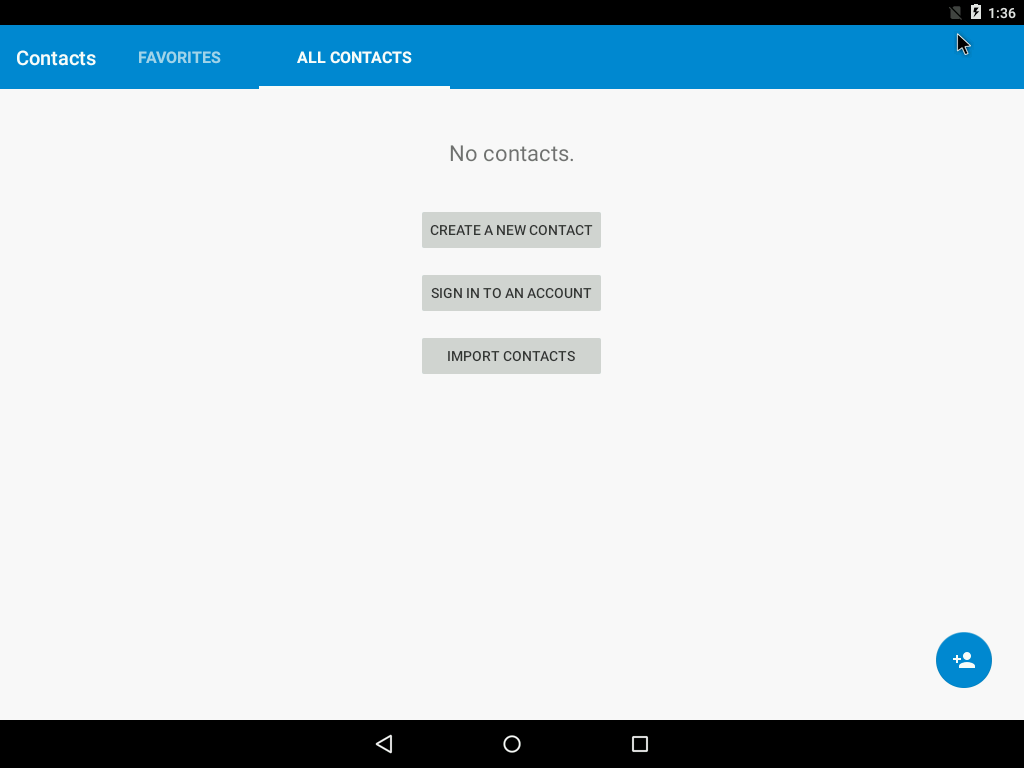 1:36
Contacts
FAVORITES
ALL CONTACTS
No contacts.
CREATE A NEW CONTACT
SIGN IN TO AN ACCOUNT
IMPORT CONTACTS